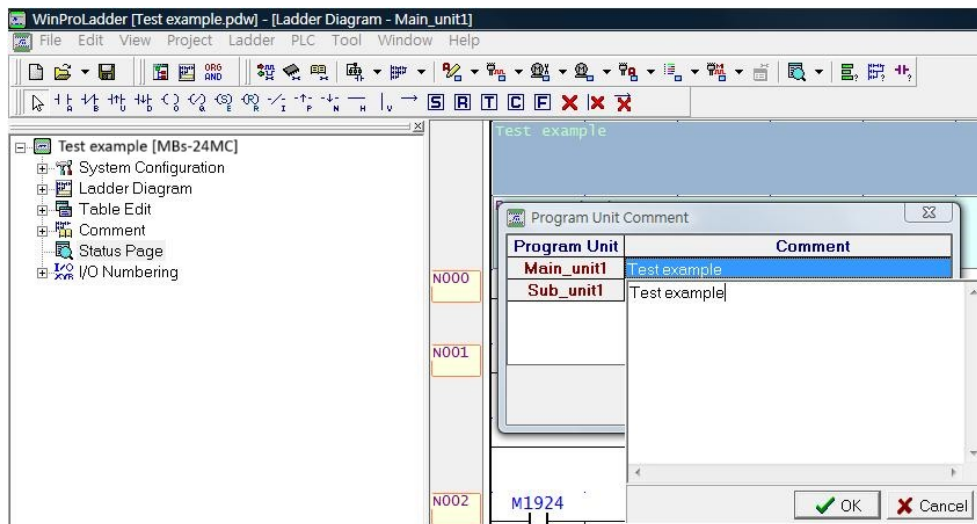 WinProLadder [Test example.pdw] - [Ladder Diagram - Main_unit1]
File Edit View Project Ladder PLC Tool Window Help
ORG
AND
S R T C F
Test example [MBs-24MC]
System Configuration
Ladder Diagram
Table Edit
Comment
Status Page
I/O Numbering
Test example
Program Unit Comment
Program Unit Comment
Main_unit1 Test example
Sub_unit1 Test example
N000
N001
N002 M1924
OK Cancel